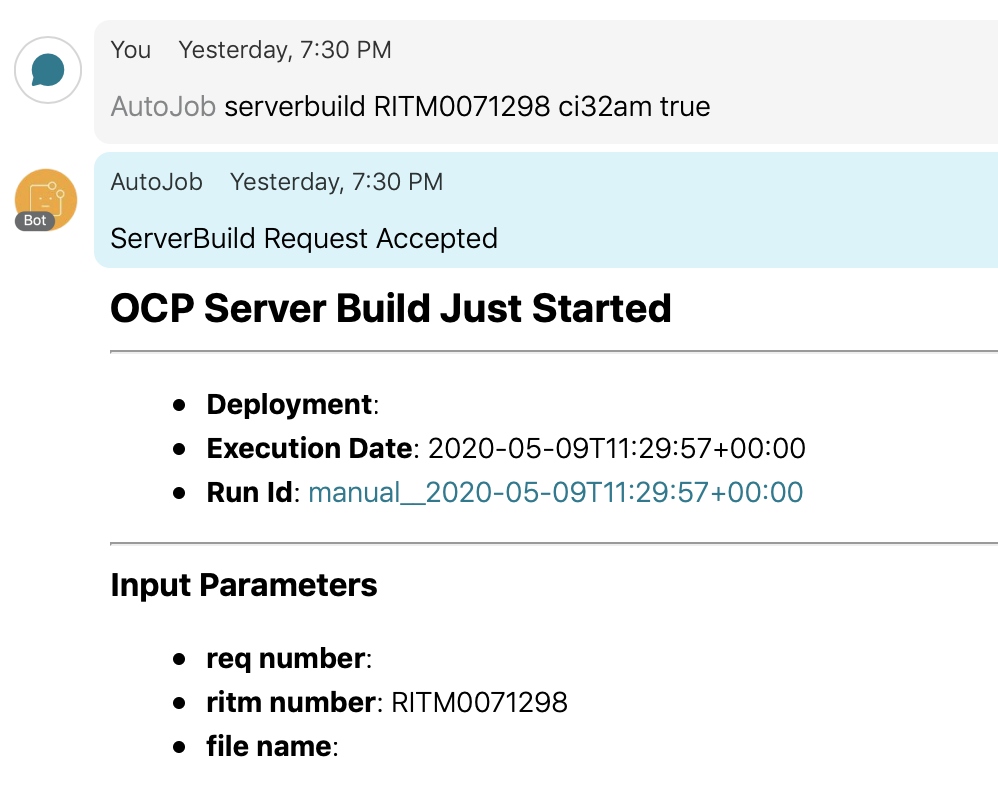 You Yesterday, 7:30 PM
AutoJob serverbuild RITM0071298 ci32am true
AutoJob Yesterday, 7:30 PM
Bot
ServerBuild Request Accepted
OCP Server Build Just Started
• Deployment:
• Execution Date: 2020-05-09T11:29:57+00:00
• Run Id: manual__2020-05-09T11:29:57+00:00
Input Parameters
• req number:
• ritm number: RITM0071298
• file name: